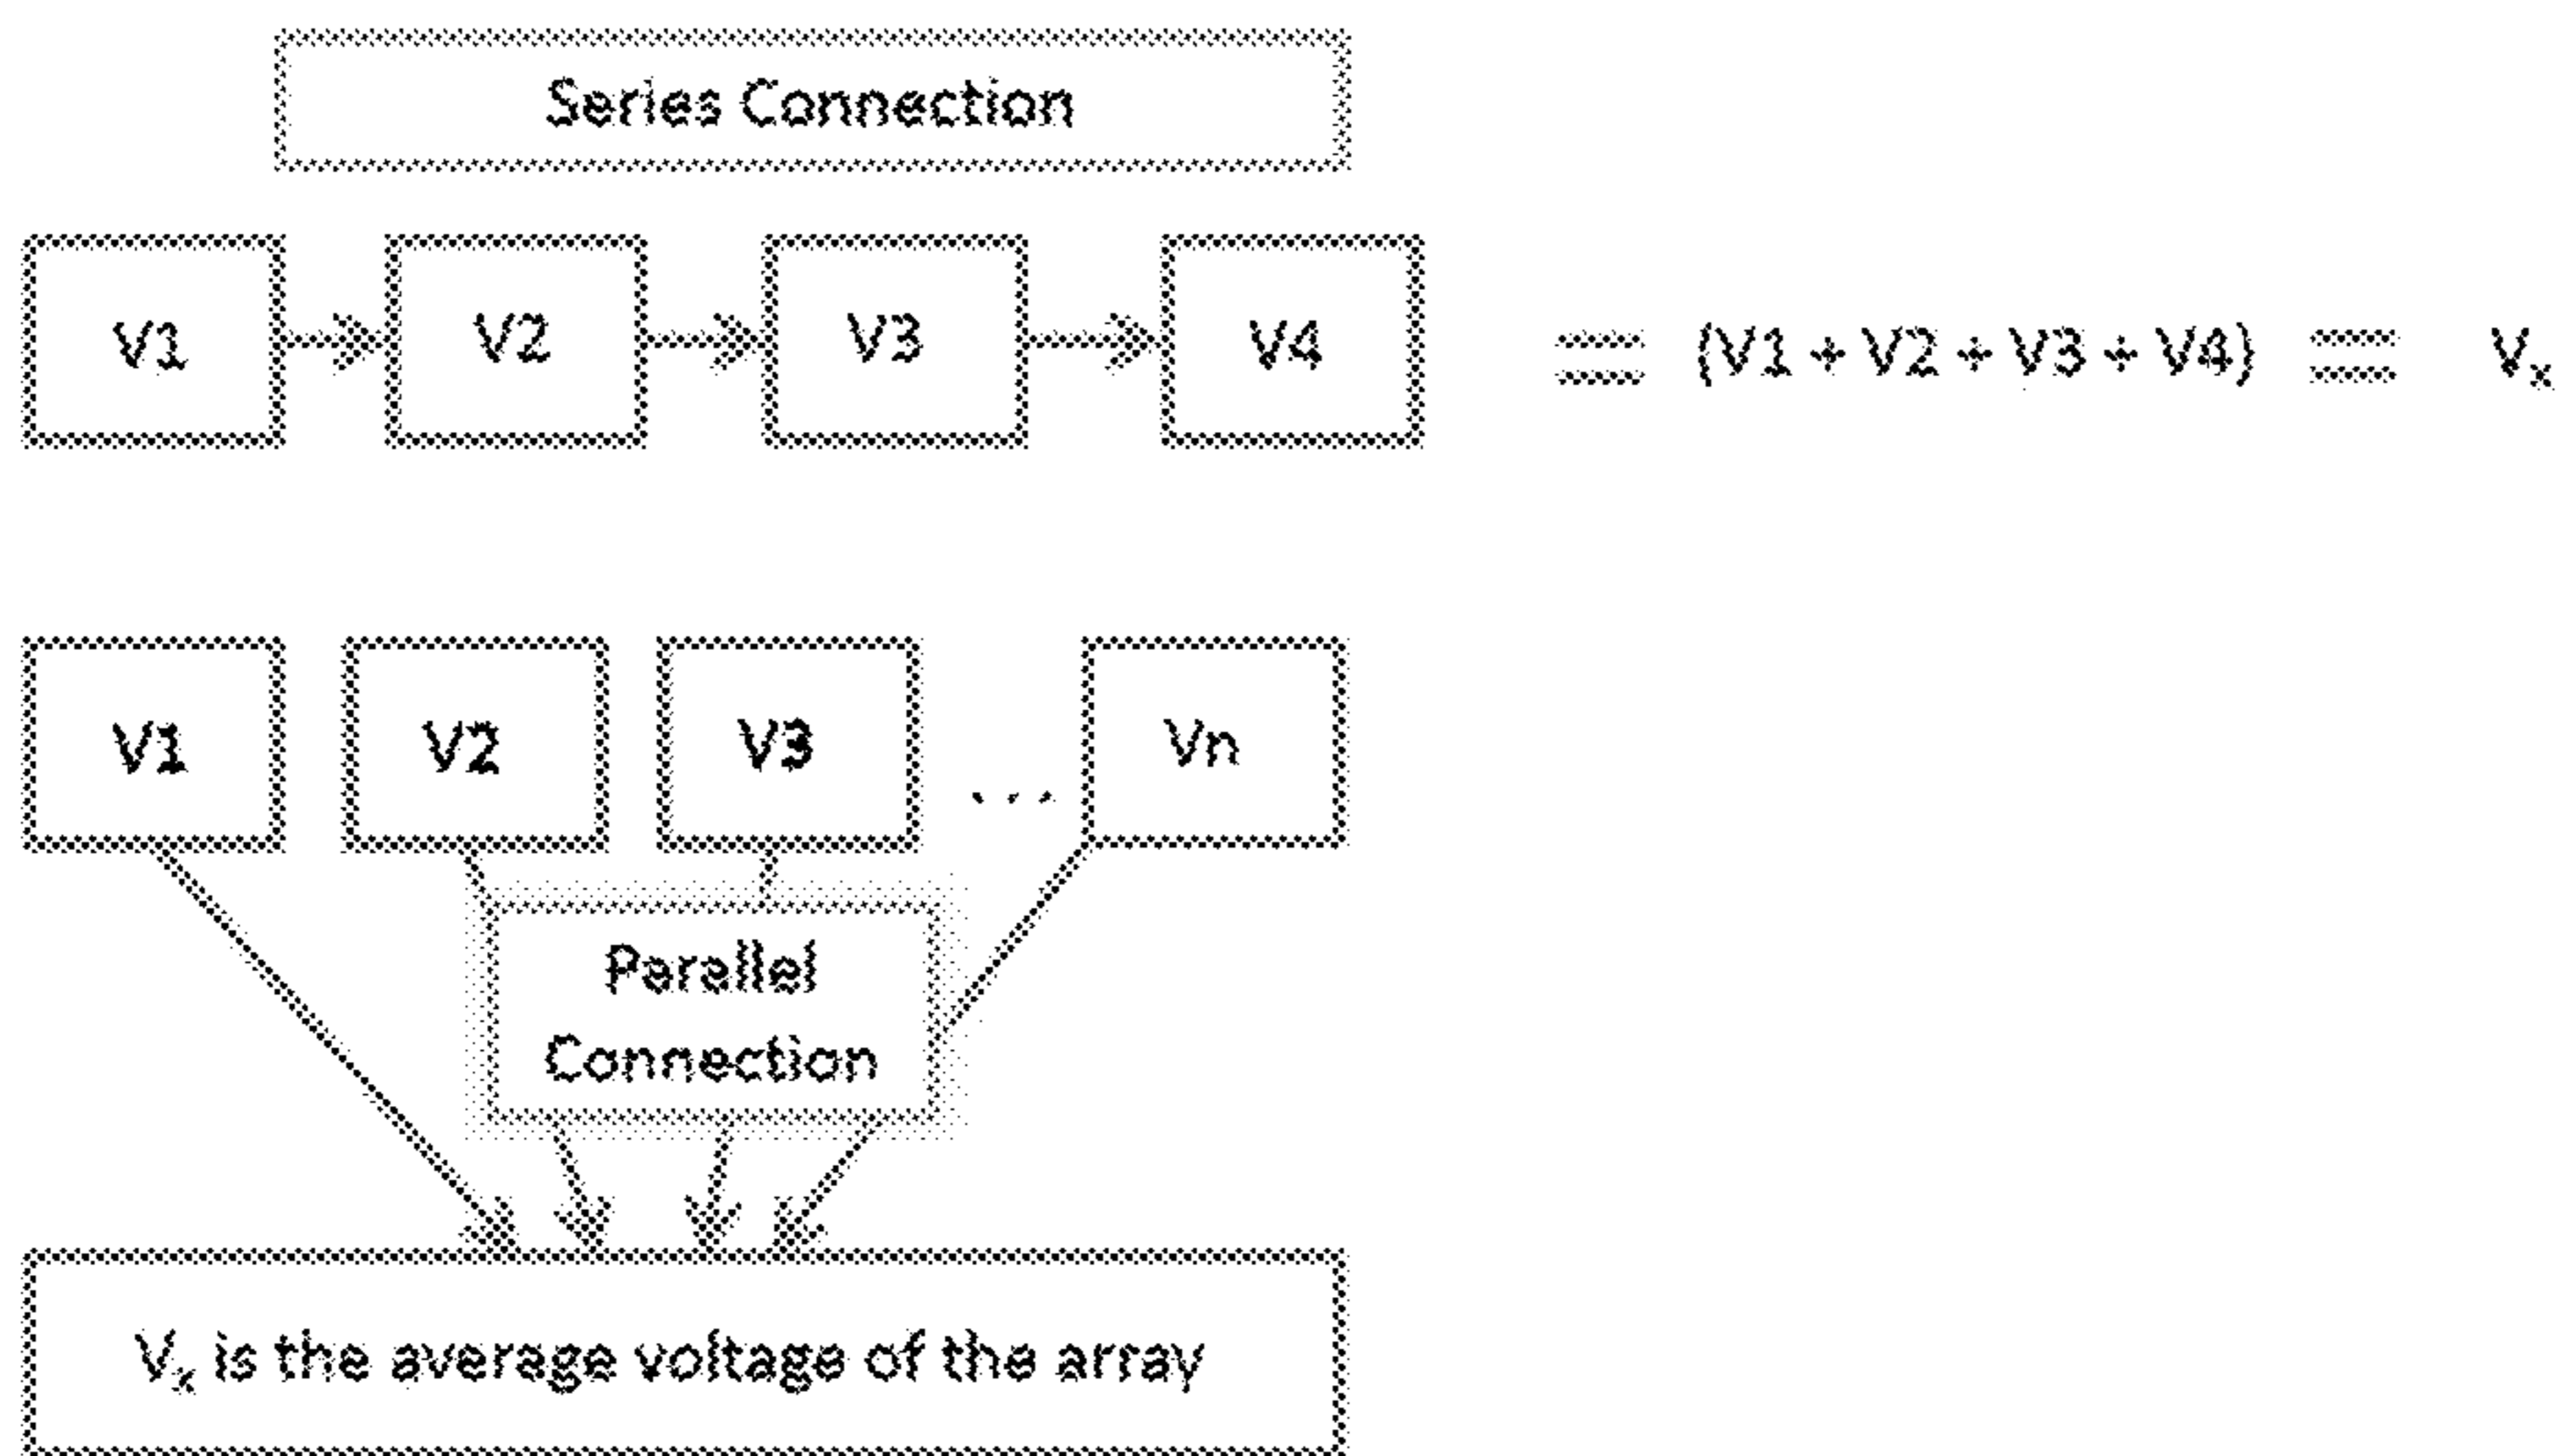 Series Connection
V1 V2 V3 V4 = (V1 + V2 + V3 + V4) = Vₓ
V1 V2 V3 ... Vn
Parallel
Connection
Vₓ is the average voltage of the array